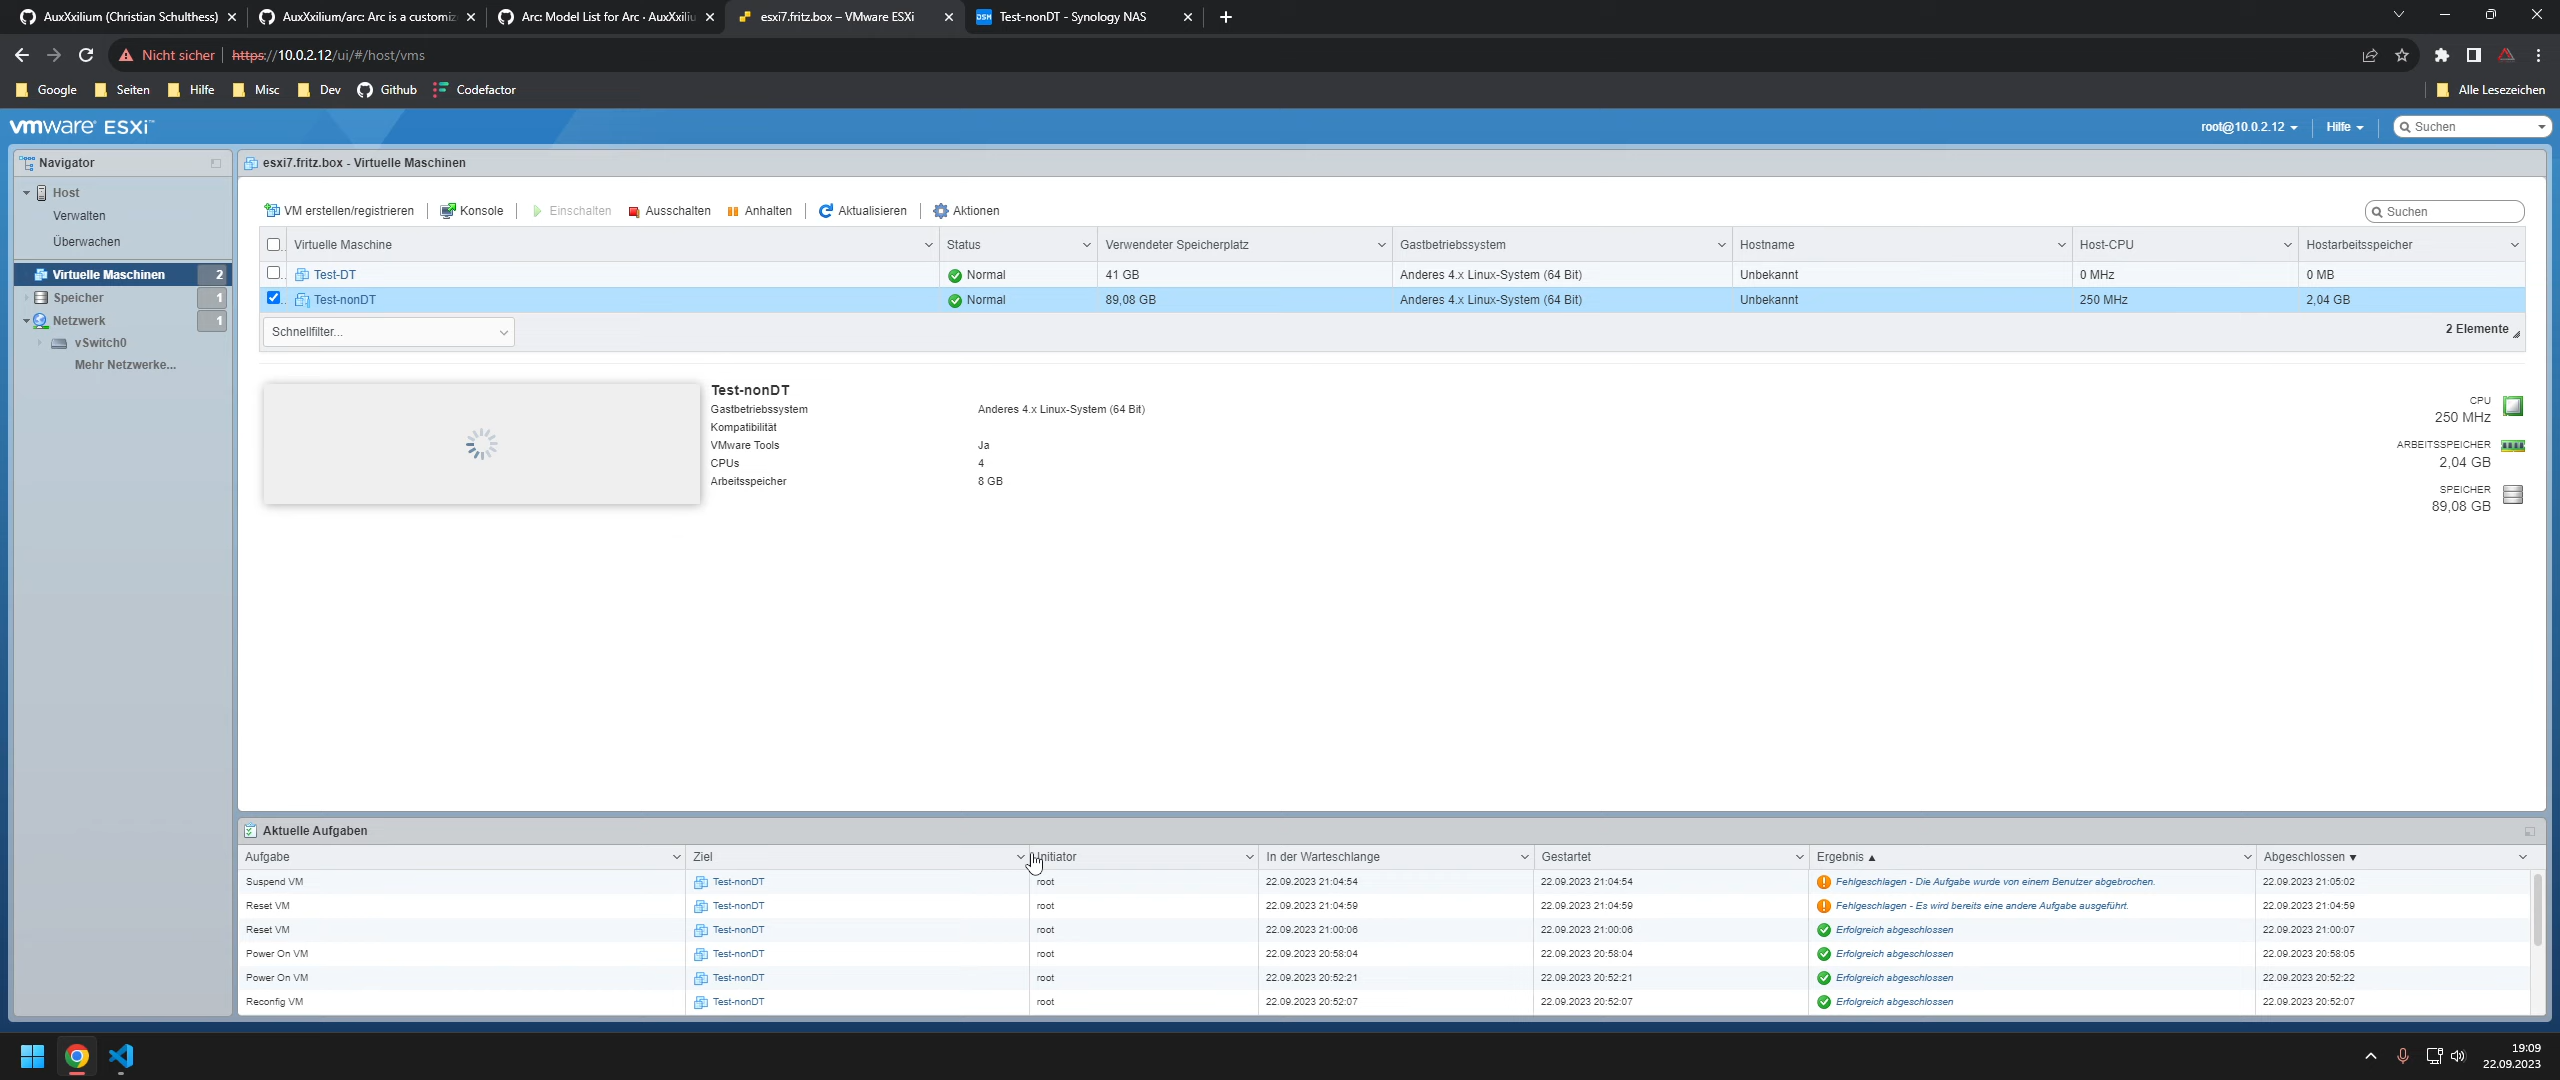 AuxXxilium (Christian Schulthess)
AuxXxilium/arc: Arc is a customiz
Arc: Model List for Arc · AuxXxiliu
esxi7.fritz.box – VMware ESXi
DSM Test-nonDT - Synology NAS
Nicht sicher https://10.0.2.12/ui/#/host/vms
Google Seiten Hilfe Misc Dev Github Codefactor Alle Lesezeichen
vmware ESXi™ root@10.0.2.12 Hilfe Suchen
Navigator
Host
Verwalten
Überwachen
Virtuelle Maschinen 2
Speicher 1
Netzwerk 1
vSwitch0
Mehr Netzwerke...
esxi7.fritz.box - Virtuelle Maschinen
VM erstellen/registrieren Konsole Einschalten Ausschalten Anhalten Aktualisieren Aktionen Suchen
Virtuelle Maschine Status Verwendeter Speicherplatz Gastbetriebssystem Hostname Host-CPU Hostarbeitsspeicher
Test-DT Normal 41 GB Anderes 4.x Linux-System (64 Bit) Unbekannt 0 MHz 0 MB
Test-nonDT Normal 89,08 GB Anderes 4.x Linux-System (64 Bit) Unbekannt 250 MHz 2,04 GB
Schnellfilter... 2 Elemente
Test-nonDT
Gastbetriebssystem Anderes 4.x Linux-System (64 Bit)
Kompatibilität
VMware Tools Ja
CPUs 4
Arbeitsspeicher 8 GB
CPU
250 MHz
ARBEITSSPEICHER
2,04 GB
SPEICHER
89,08 GB
Aktuelle Aufgaben
Aufgabe Ziel Initiator In der Warteschlange Gestartet Ergebnis ▲ Abgeschlossen ▼
Suspend VM Test-nonDT root 22.09.2023 21:04:54 22.09.2023 21:04:54 Fehlgeschlagen - Die Aufgabe wurde von einem Benutzer abgebrochen. 22.09.2023 21:05:02
Reset VM Test-nonDT root 22.09.2023 21:04:59 22.09.2023 21:04:59 Fehlgeschlagen - Es wird bereits eine andere Aufgabe ausgeführt. 22.09.2023 21:04:59
Reset VM Test-nonDT root 22.09.2023 21:00:06 22.09.2023 21:00:06 Erfolgreich abgeschlossen 22.09.2023 21:00:07
Power On VM Test-nonDT root 22.09.2023 20:58:04 22.09.2023 20:58:04 Erfolgreich abgeschlossen 22.09.2023 20:58:05
Power On VM Test-nonDT root 22.09.2023 20:52:21 22.09.2023 20:52:21 Erfolgreich abgeschlossen 22.09.2023 20:52:22
Reconfig VM Test-nonDT root 22.09.2023 20:52:07 22.09.2023 20:52:07 Erfolgreich abgeschlossen 22.09.2023 20:52:07
19:09
22.09.2023